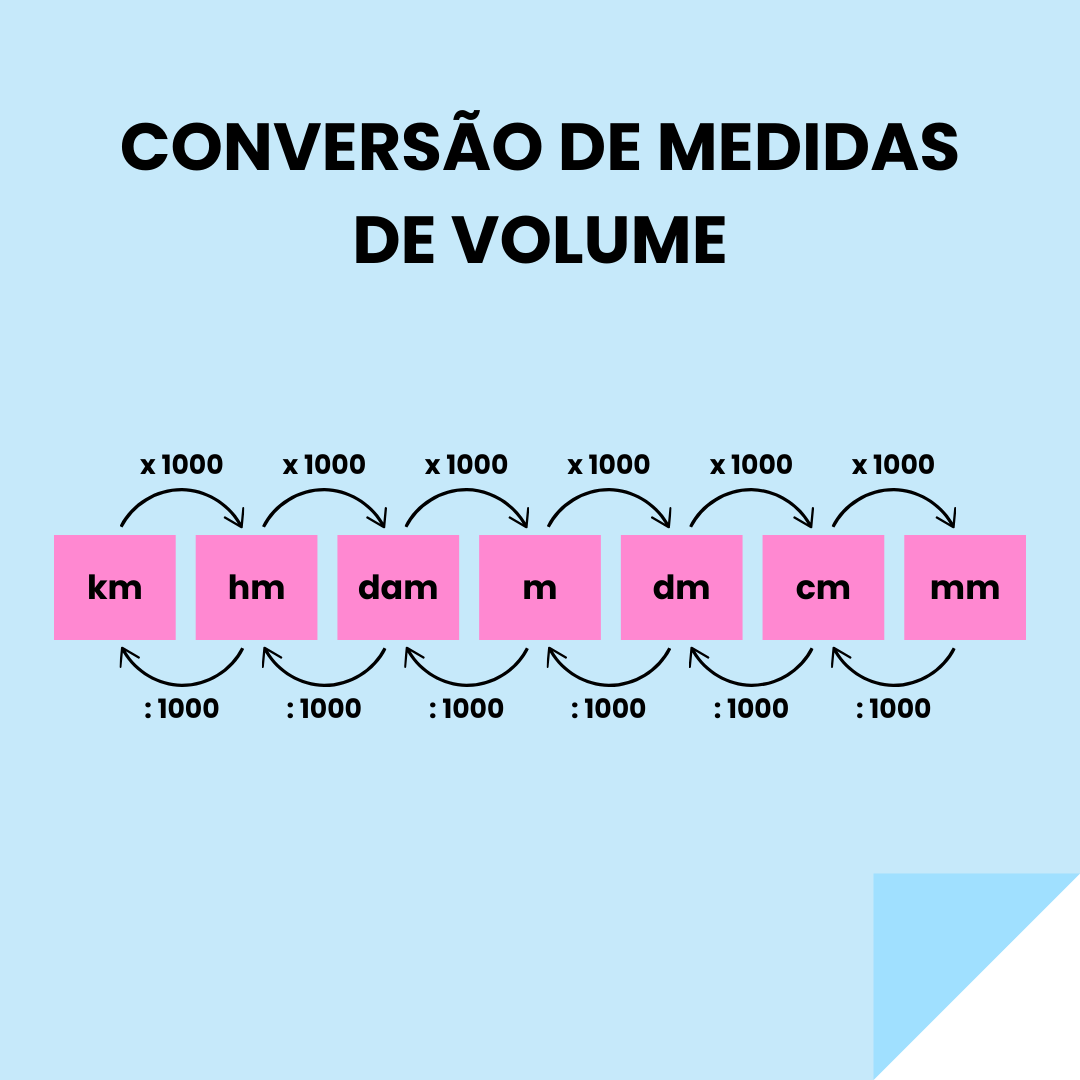 CONVERSÃO DE MEDIDAS
DE VOLUME
x 1000 x 1000 x 1000 x 1000 x 1000 x 1000
km hm dam m dm cm mm
: 1000 : 1000 : 1000 : 1000 : 1000 : 1000